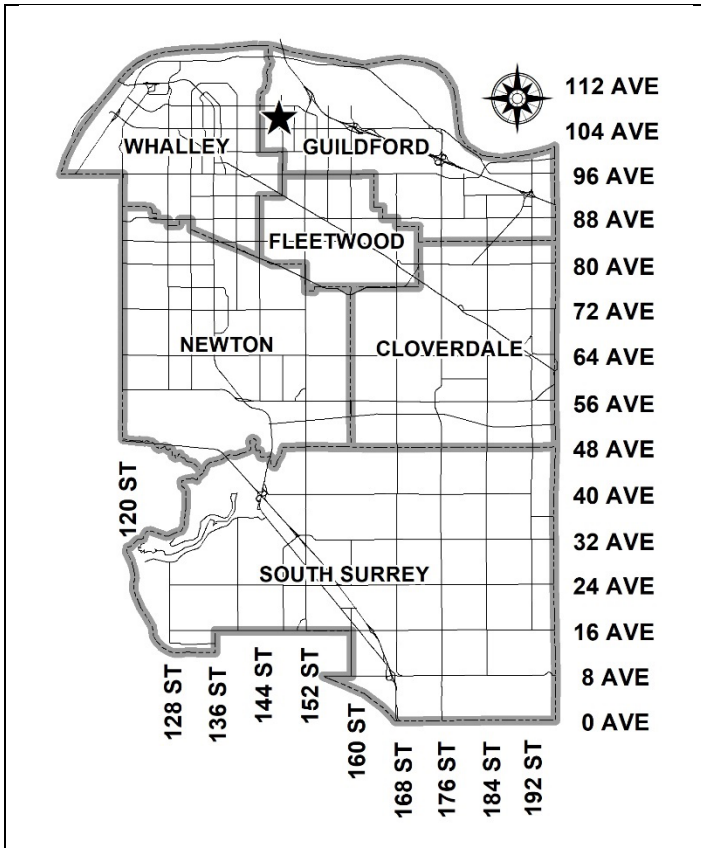 112 AVE
104 AVE
WHALLEY
GUILDFORD
96 AVE
88 AVE
FLEETWOOD
80 AVE
72 AVE
NEWTON
CLOVERDALE
64 AVE
56 AVE
48 AVE
120 ST
40 AVE
32 AVE
SOUTH SURREY
24 AVE
16 AVE
8 AVE
0 AVE
128 ST
136 ST
144 ST
152 ST
160 ST
168 ST
176 ST
184 ST
192 ST